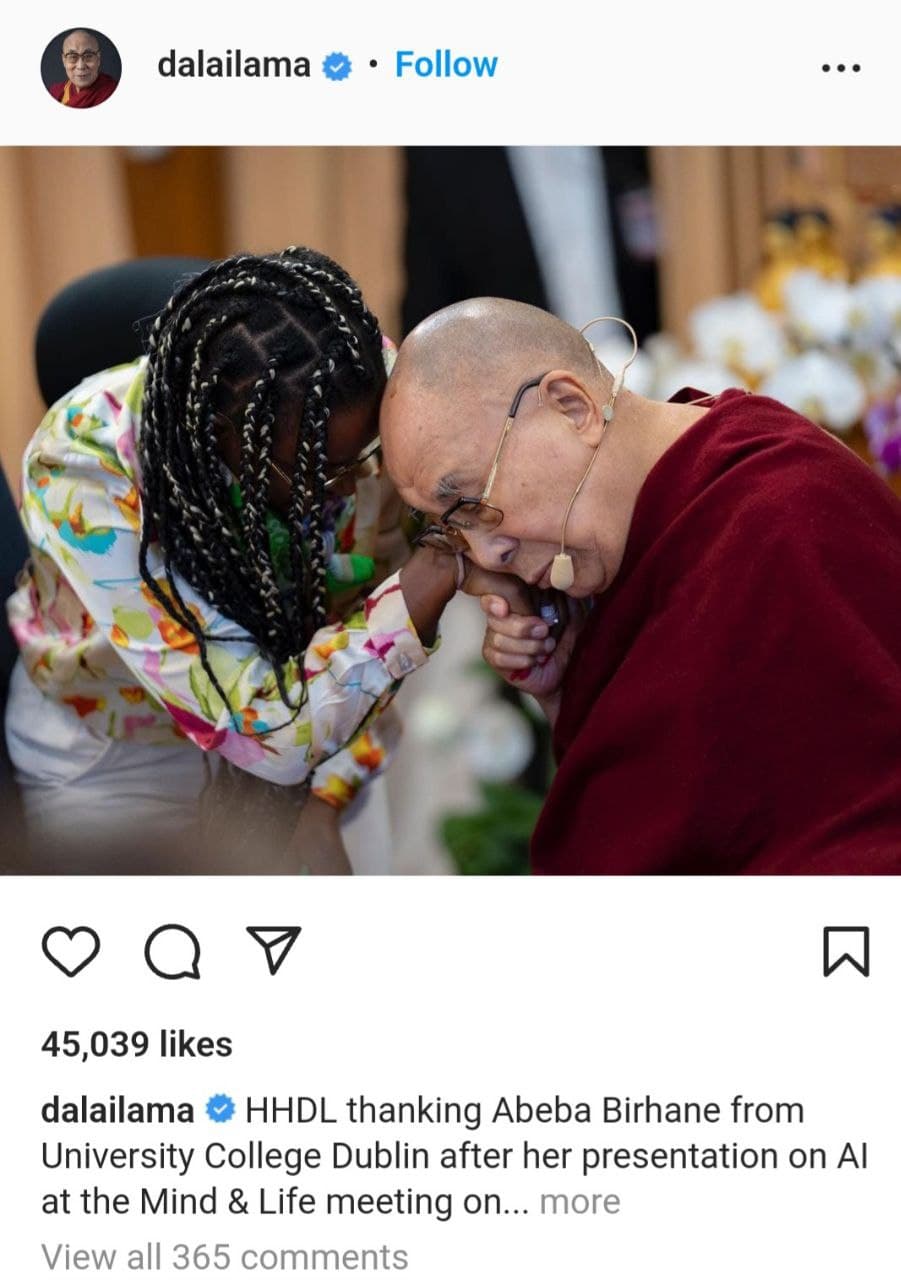 dalailama • Follow
45,039 likes
dalailama HHDL thanking Abeba Birhane from
University College Dublin after her presentation on AI
at the Mind & Life meeting on... more
View all 365 comments